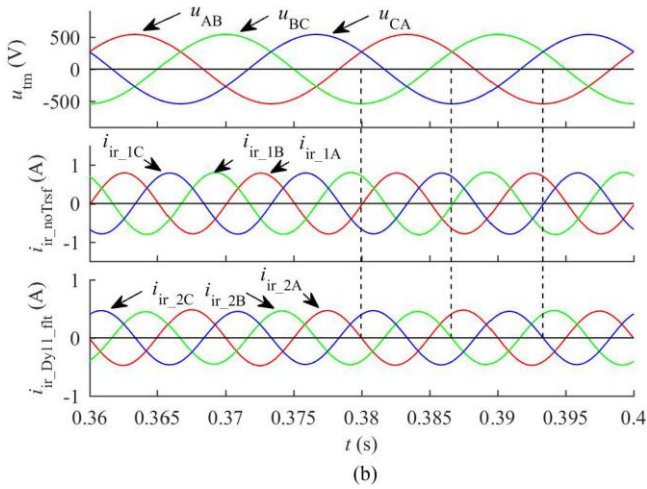 u_AB u_BC u_CA
u_tm (V)
500
0
-500
i_ir_1C i_ir_1B i_ir_1A
i_ir_noTrsf (A)
1
0
-1
i_ir_2C i_ir_2B i_ir_2A
i_ir_Dy11_flt (A)
1
0
-1
0.36 0.365 0.37 0.375 0.38 0.385 0.39 0.395 0.4
t (s)
(b)